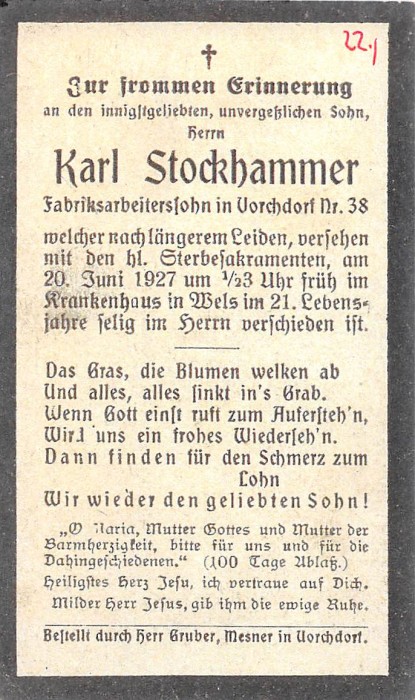 22.)
Zur frommen Erinnerung
an den innigstgeliebten, unvergeßlichen Sohn,
Herrn
Karl Stockhammer
Fabriksarbeiterssohn in Vorchdorf Nr. 38
welcher nach längerem Leiden, versehen
mit den hl. Sterbesakramenten, am
20. Juni 1927 um ½3 Uhr früh im
Krankenhaus in Wels im 21. Lebens-
jahre selig im Herrn verschieden ist.
Das Gras, die Blumen welken ab
Und alles, alles sinkt in's Grab.
Wenn Gott einst ruft zum Aufersteh'n,
Wird uns ein frohes Wiederseh'n.
Dann finden für den Schmerz zum
Lohn
Wir wieder den geliebten Sohn!
„O Maria, Mutter Gottes und Mutter der
Barmherzigkeit, bitte für uns und für die
Dahingeschiedenen." (100 Tage Ablaß.)
Heiligstes Herz Jesu, ich vertraue auf Dich.
Milder Herr Jesus, gib ihm die ewige Ruhe.
Bestellt durch Herr Gruber, Mesner in Vorchdorf.